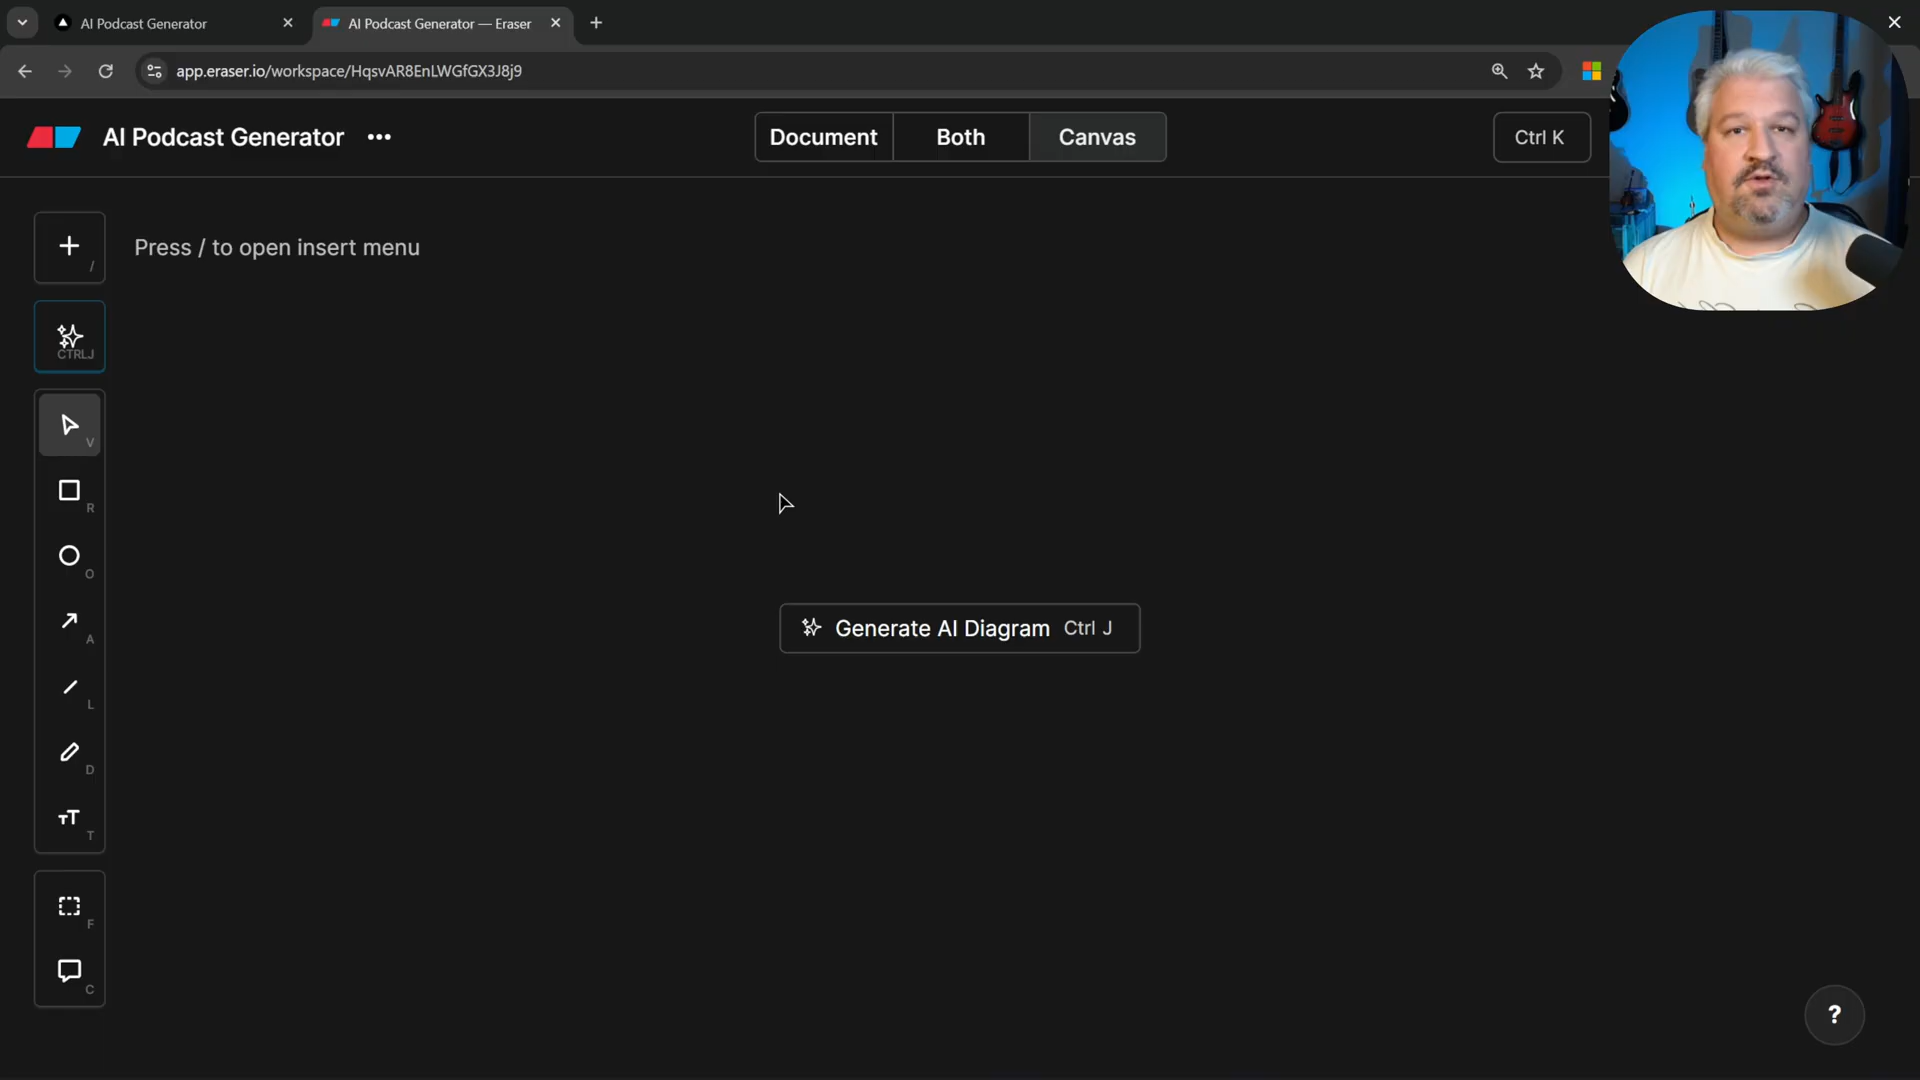 AI Podcast Generator
AI Podcast Generator — Eraser
app.eraser.io/workspace/HqsvAR8EnLWGfGX3J8j9
AI Podcast Generator
Document
Both
Canvas
Ctrl K
/
Press / to open insert menu
CTRLJ
V
R
O
A
L
D
TT
T
F
C
Generate AI Diagram Ctrl J
?